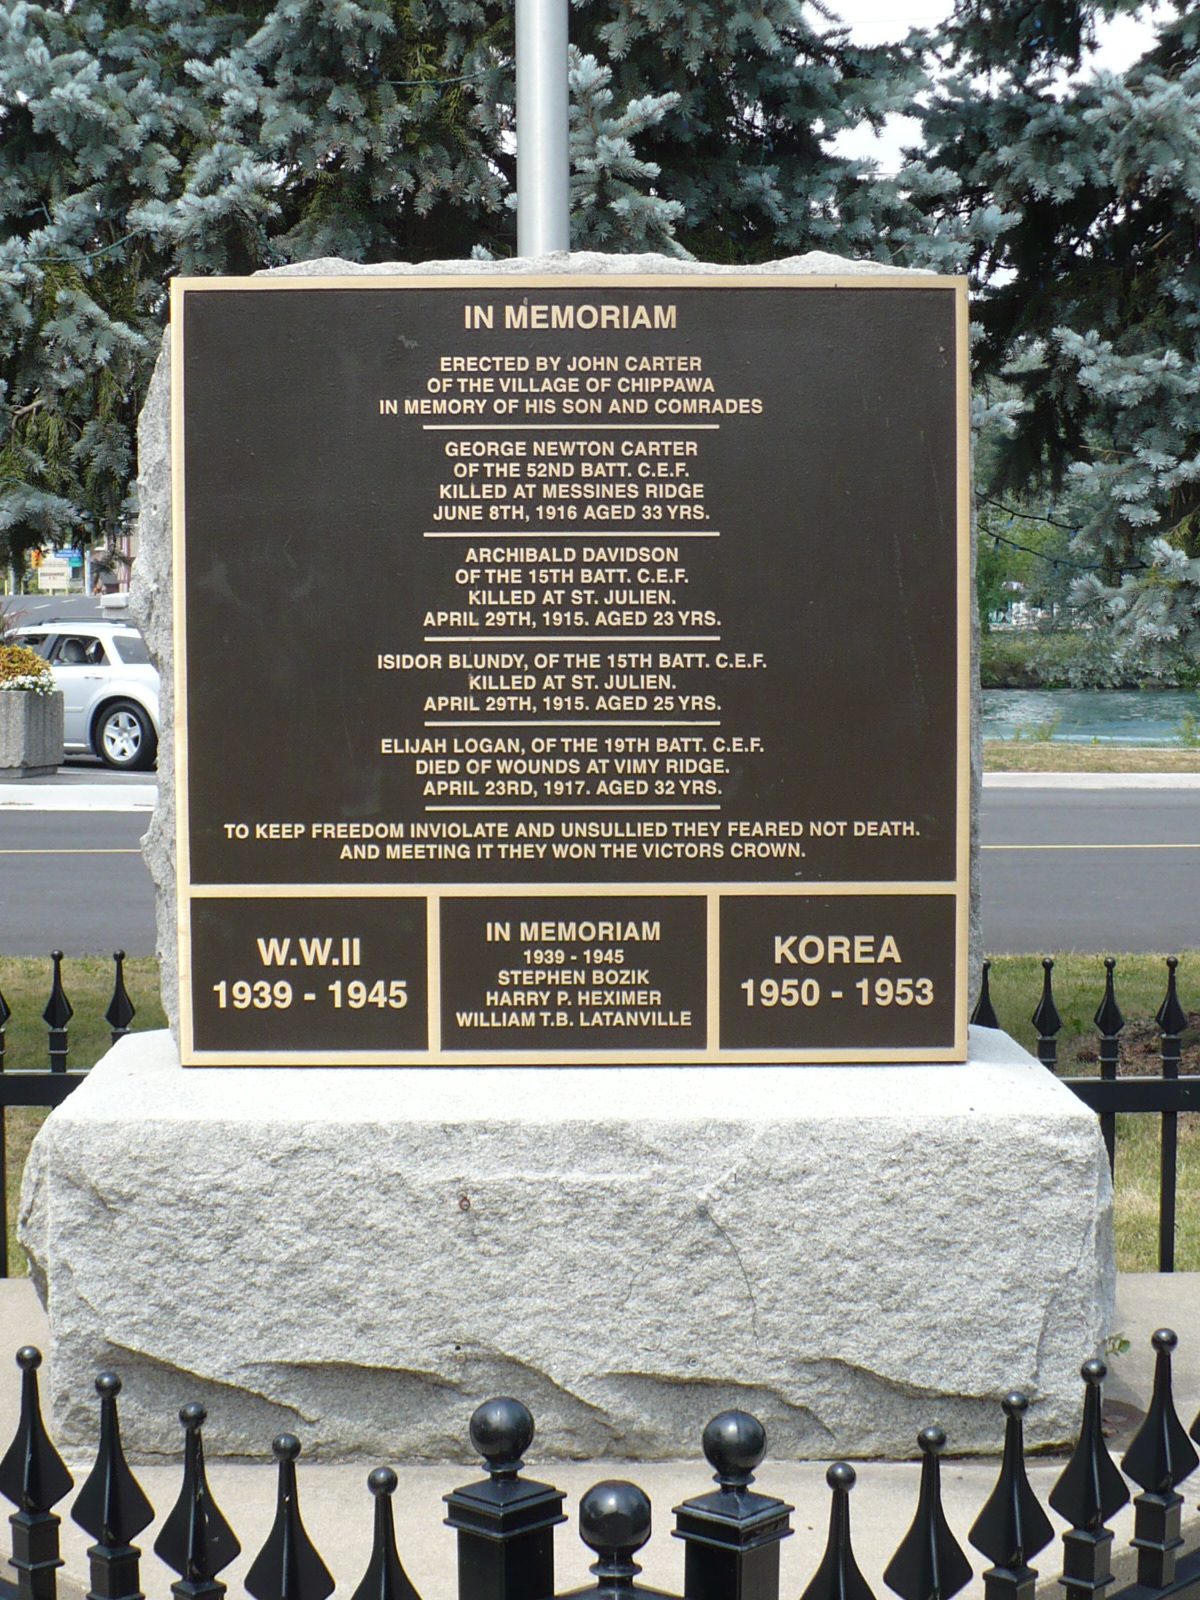 IN MEMORIAM
ERECTED BY JOHN CARTER
OF THE VILLAGE OF CHIPPAWA
IN MEMORY OF HIS SON AND COMRADES
GEORGE NEWTON CARTER
OF THE 52ND BATT. C.E.F.
KILLED AT MESSINES RIDGE
JUNE 8TH, 1916 AGED 33 YRS.
ARCHIBALD DAVIDSON
OF THE 15TH BATT. C.E.F.
KILLED AT ST. JULIEN.
APRIL 29TH, 1915. AGED 23 YRS.
ISIDOR BLUNDY, OF THE 15TH BATT. C.E.F.
KILLED AT ST. JULIEN.
APRIL 29TH, 1915. AGED 25 YRS.
ELIJAH LOGAN, OF THE 19TH BATT. C.E.F.
DIED OF WOUNDS AT VIMY RIDGE.
APRIL 23RD, 1917. AGED 32 YRS.
TO KEEP FREEDOM INVIOLATE AND UNSULLIED THEY FEARED NOT DEATH.
AND MEETING IT THEY WON THE VICTORS CROWN.
W.W.II
1939 - 1945
IN MEMORIAM
1939 - 1945
STEPHEN BOZIK
HARRY P. HEXIMER
WILLIAM T.B. LATANVILLE
KOREA
1950 - 1953